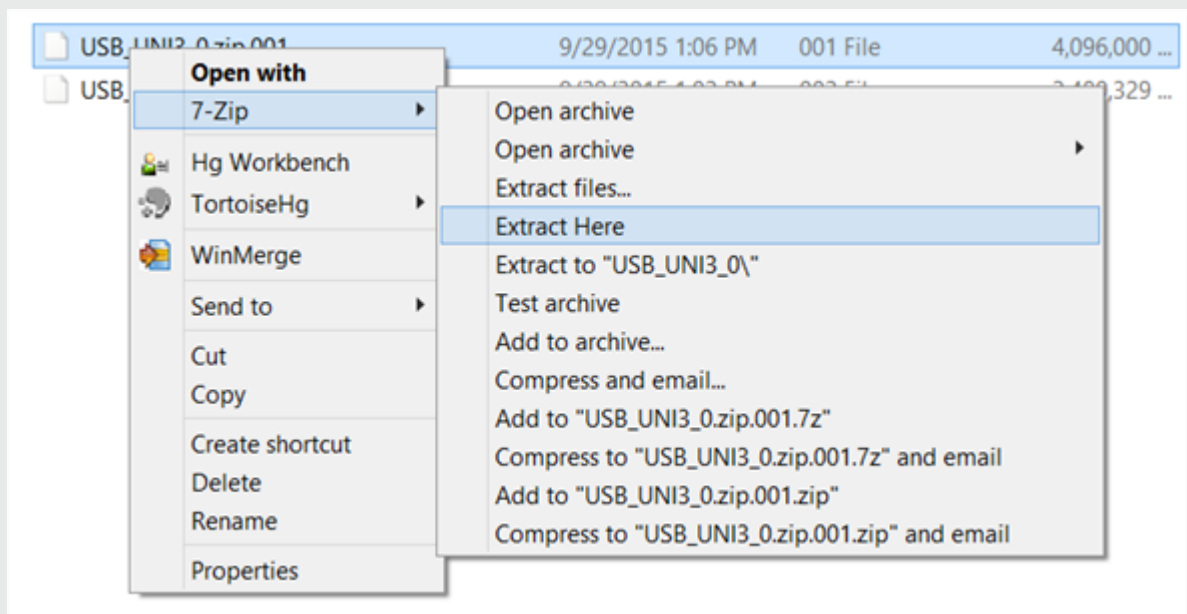 USB_UNI3_0.zip.001 9/29/2015 1:06 PM 001 File 4,096,000 ...
USB_ ,329 ...
Open with
7-Zip
Hg Workbench
TortoiseHg
WinMerge
Send to
Cut
Copy
Create shortcut
Delete
Rename
Properties
Open archive
Open archive
Extract files...
Extract Here
Extract to "USB_UNI3_0\"
Test archive
Add to archive...
Compress and email...
Add to "USB_UNI3_0.zip.001.7z"
Compress to "USB_UNI3_0.zip.001.7z" and email
Add to "USB_UNI3_0.zip.001.zip"
Compress to "USB_UNI3_0.zip.001.zip" and email